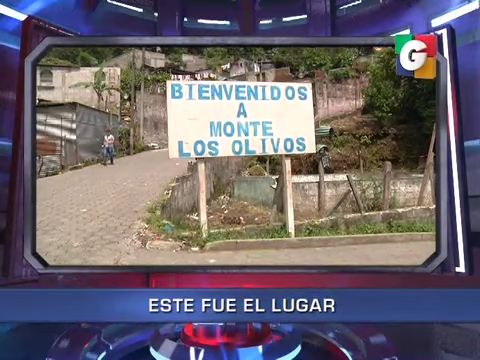 G
BIENVENIDOS
A
MONTE
LOS OLIVOS
ESTE FUE EL LUGAR